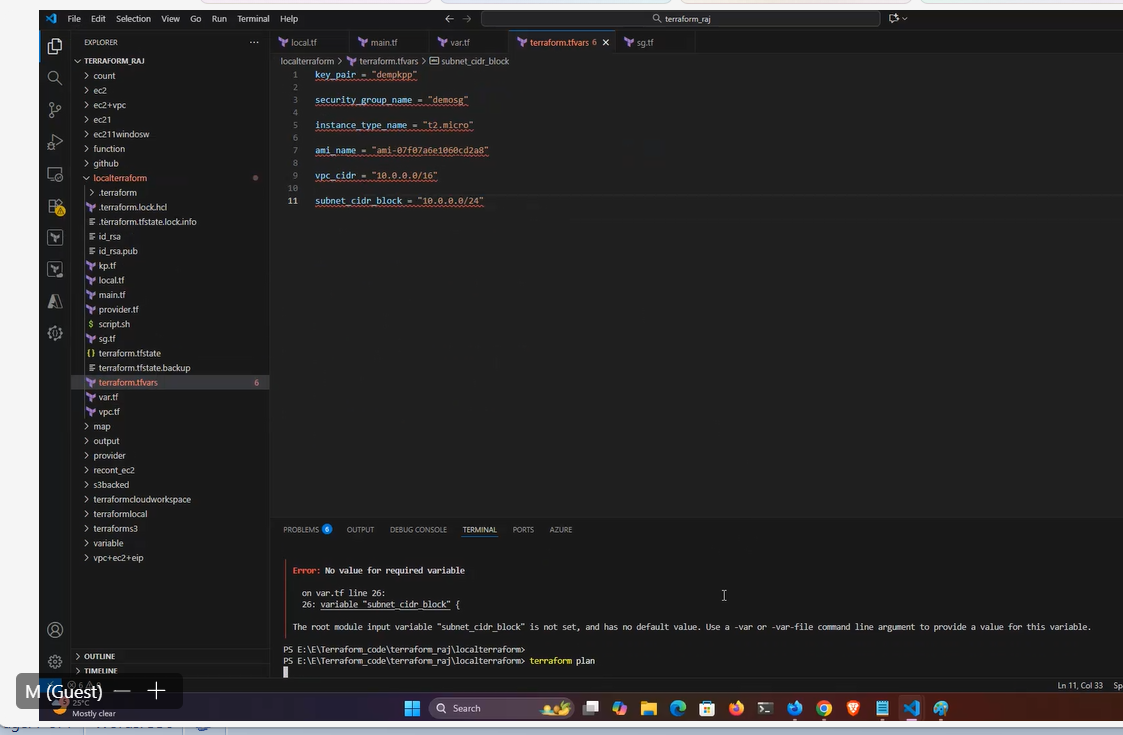 File Edit Selection View Go Run Terminal Help
terraform_raj
EXPLORER
TERRAFORM_RAJ
count
ec2
ec2+vpc
ec21
ec211windosw
function
github
localterraform
.terraform
.terraform.lock.hcl
.terraform.tfstate.lock.info
id_rsa
id_rsa.pub
kp.tf
local.tf
main.tf
provider.tf
script.sh
sg.tf
terraform.tfstate
terraform.tfstate.backup
terraform.tfvars 6
var.tf
vpc.tf
map
output
provider
recont_ec2
s3backed
terraformcloudworkspace
terraformlocal
terraforms3
variable
vpc+ec2+eip
OUTLINE
TIMELINE
local.tf main.tf var.tf terraform.tfvars 6 sg.tf
localterraform > terraform.tfvars > subnet_cidr_block
1 key_pair = "dempkpp"
2
3 security_group_name = "demosg"
4
5 instance_type_name = "t2.micro"
6
7 ami_name = "ami-07f07a6e1060cd2a8"
8
9 vpc_cidr = "10.0.0.0/16"
10
11 subnet_cidr_block = "10.0.0.0/24"
PROBLEMS 6 OUTPUT DEBUG CONSOLE TERMINAL PORTS AZURE
Error: No value for required variable
on var.tf line 26:
26: variable "subnet_cidr_block" {
The root module input variable "subnet_cidr_block" is not set, and has no default value. Use a -var or -var-file command line argument to provide a value for this variable.
PS E:\E\Terraform_code\terraform_raj\localterraform>
PS E:\E\Terraform_code\terraform_raj\localterraform> terraform plan
Ln 11, Col 33
M (Guest)
25°C
Mostly clear
Search